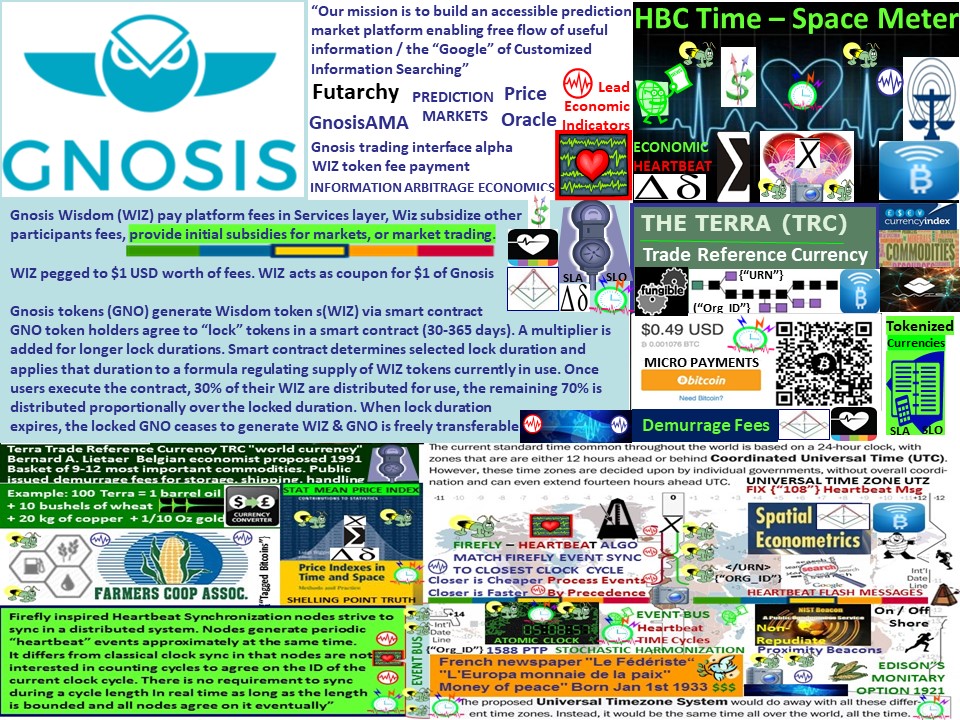 GNOSIS
“Our mission is to build an accessible prediction
market platform enabling free flow of useful
information / the “Google” of Customized
Information Searching”
Futarchy PREDICTION MARKETS Price Oracle
GnosisAMA
Lead
Economic
Indicators
Gnosis trading interface alpha
WIZ token fee payment
INFORMATION ARBITRAGE ECONOMICS
HBC Time – Space Meter
ECONOMIC
HEARTBEAT
Δδ
Σ
X
Gnosis Wisdom (WIZ) pay platform fees in Services layer, Wiz subsidize other
participants fees, provide initial subsidies for markets, or market trading.
WIZ pegged to $1 USD worth of fees. WIZ acts as coupon for $1 of Gnosis
SLA SLO
Δδ
Gnosis tokens (GNO) generate Wisdom token s(WIZ) via smart contract
GNO token holders agree to “lock” tokens in a smart contract (30-365 days). A multiplier is
added for longer lock durations. Smart contract determines selected lock duration and
applies that duration to a formula regulating supply of WIZ tokens currently in use. Once
users execute the contract, 30% of their WIZ are distributed for use, the remaining 70% is
distributed proportionally over the locked duration. When lock duration
expires, the locked GNO ceases to generate WIZ & GNO is freely transferable
THE TERRA (TRC)
Trade Reference Currency
currencyindex
COMMODITIES
fungible
{“URN”}
(“Org_ID”}
$0.49 USD
0.001076 BTC
MICRO PAYMENTS
bitcoin
Need Bitcoin?
Tokenized
Currencies
SLA SLO
Demurrage Fees
Terra Trade Reference Currency TRC "world currency"
Bernard A. Lietaer Belgian economist proposed 1991
Basket of 9-12 most important commodities. Public
issued demurrage fees for storage, shipping, handling
Example: 100 Terra = 1 barrel oil
+ 10 bushels of wheat
+ 20 kg of copper + 1/10 Oz gold
CURRENCY
CONVERTER
STAT MEAN PRICE INDEX
CONTRIBUTIONS TO STATISTICS
X
Σ
Δδ
Price Indexes in
Time and Space
Methods and Practice
SHELLING POINT TRUTH
FARMERS COOP ASSOC.
(“Tagged Bitcoin”}
The current standard time common throughout the world is based on a 24-hour clock, with
zones that are either 12 hours ahead or behind Coordinated Universal Time (UTC).
However, these time zones are decided upon by individual governments, without overall coordi-
nation and can even extend fourteen hours ahead UTC.
UNIVERSAL TIME ZONE UTZ
FIX {“108”} Heartbeat Msg
0
X
FIREFLY – HEARTBEAT ALGO
MATCH FIREFLY EVENT SYNC
TO CLOSEST CLOCK CYCLE
Closer is Cheaper Process Events
Closer is Faster By Precedence
Spatial
Econometrics
</URN>
{“ORG_ID”}
search
Int'l
Date
Line
HEARTBEAT FLASH MESSAGES
Firefly inspired Heartbeat Synchronization nodes strive to
sync in a distributed system. Nodes generate periodic
“heartbeat” events approximately at the same time.
It differs from classical clock sync in that nodes are not
interested in counting cycles to agree on the ID of the
current clock cycle. There is no requirement to sync
during a cycle length In real time as long as the length
is bounded and all nodes agree on it eventually”
EVENT BUS
Int'l
Date
Line
ATOMIC CLOCK
{“Org_ID”} 1588 PTP
EVENT-BUS
Heartbeat
TIME Cycles
STOCHASTIC HARMONIZATION
NIST Beacon
Non-
Repudiate
Proximity Beacons
On / Off
Shore
French newspaper "Le Fédériste"
"L'Europa monnaie de la paix"
Money of peace" Born Jan 1st 1933 $$$
EDISON”S
MONITARY
OPTION 1921
The proposed Universal Timezone System would do away with all these differ-
ent time zones. Instead, it would be the same time all over the world, all the time.